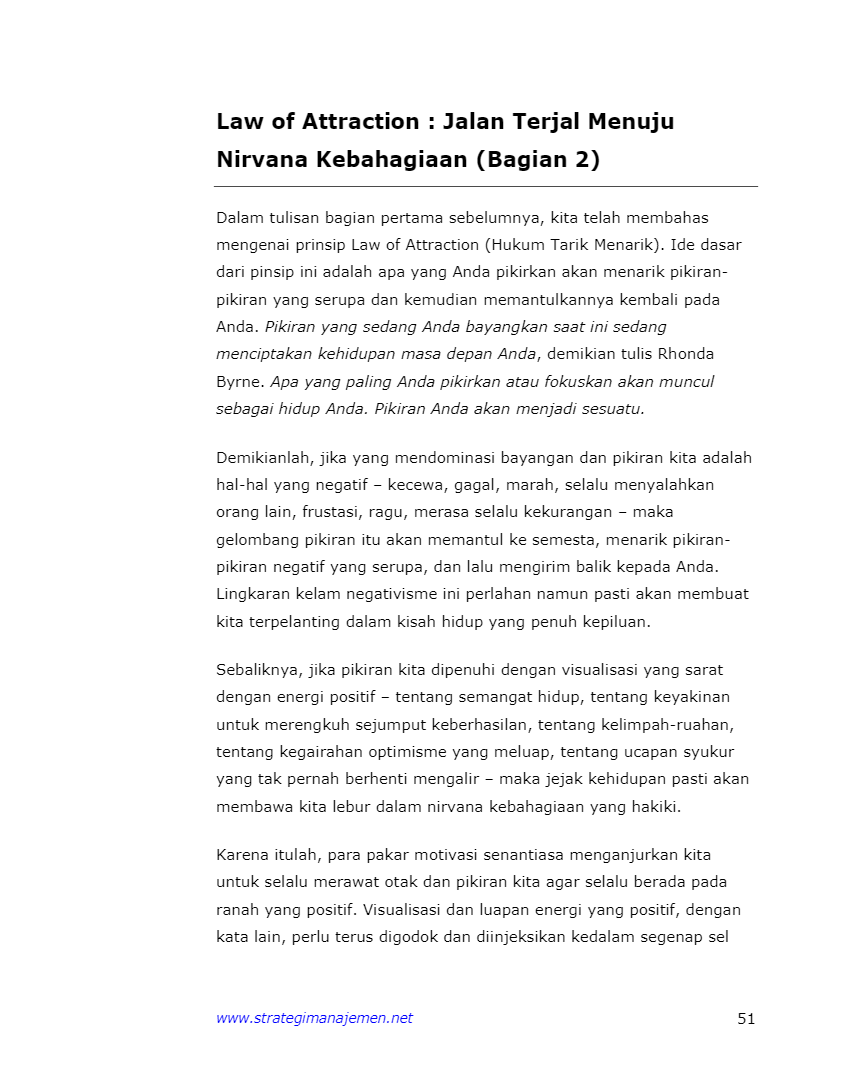 Law of Attraction : Jalan Terjal Menuju
Nirvana Kebahagiaan (Bagian 2)
Dalam tulisan bagian pertama sebelumnya, kita telah membahas
mengenai prinsip Law of Attraction (Hukum Tarik Menarik). Ide dasar
dari pinsip ini adalah apa yang Anda pikirkan akan menarik pikiran-
pikiran yang serupa dan kemudian memantulkannya kembali pada
Anda. Pikiran yang sedang Anda bayangkan saat ini sedang
menciptakan kehidupan masa depan Anda, demikian tulis Rhonda
Byrne. Apa yang paling Anda pikirkan atau fokuskan akan muncul
sebagai hidup Anda. Pikiran Anda akan menjadi sesuatu.
Demikianlah, jika yang mendominasi bayangan dan pikiran kita adalah
hal-hal yang negatif – kecewa, gagal, marah, selalu menyalahkan
orang lain, frustasi, ragu, merasa selalu kekurangan – maka
gelombang pikiran itu akan memantul ke semesta, menarik pikiran-
pikiran negatif yang serupa, dan lalu mengirim balik kepada Anda.
Lingkaran kelam negativisme ini perlahan namun pasti akan membuat
kita terpelanting dalam kisah hidup yang penuh kepiluan.
Sebaliknya, jika pikiran kita dipenuhi dengan visualisasi yang sarat
dengan energi positif – tentang semangat hidup, tentang keyakinan
untuk merengkuh sejumput keberhasilan, tentang kelimpah-ruahan,
tentang kegairahan optimisme yang meluap, tentang ucapan syukur
yang tak pernah berhenti mengalir – maka jejak kehidupan pasti akan
membawa kita lebur dalam nirvana kebahagiaan yang hakiki.
Karena itulah, para pakar motivasi senantiasa menganjurkan kita
untuk selalu merawat otak dan pikiran kita agar selalu berada pada
ranah yang positif. Visualisasi dan luapan energi yang positif, dengan
kata lain, perlu terus digodok dan diinjeksikan kedalam segenap sel
www.strategimanajemen.net 51